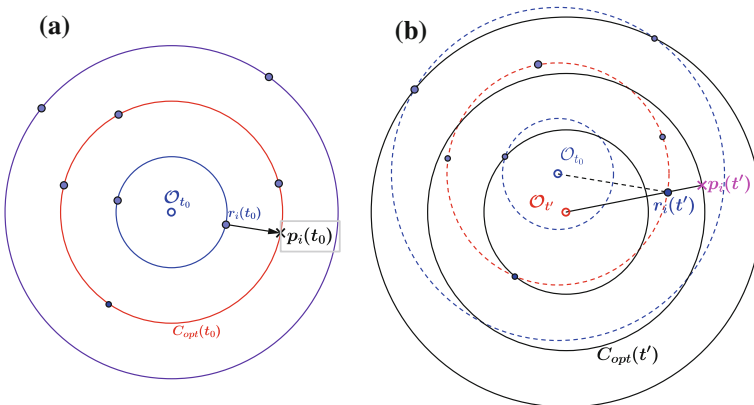 (a)
𝒪_{t_0}
r_i(t_0)
p_i(t_0)
C_{opt}(t_0)
(b)
𝒪_{t_0}
p_i(t')
r_i(t')
𝒪_{t'}
C_{opt}(t')